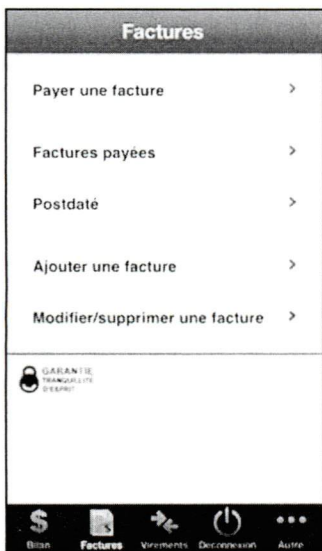 Factures
Payer une facture
Factures payées
Postdaté
Ajouter une facture
Modifier/supprimer une facture
GARANTIE
TRANQUILLITÉ
D'ESPRIT
Bilan Factures Virements Déconnexion Autre